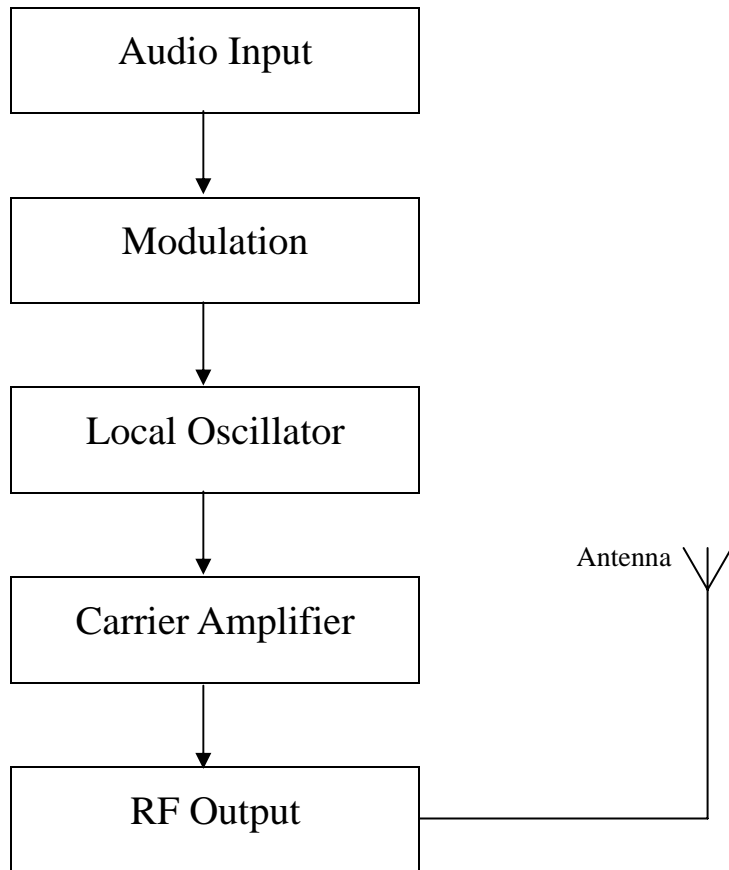 Audio Input
Modulation
Local Oscillator
Antenna
Carrier Amplifier
RF Output